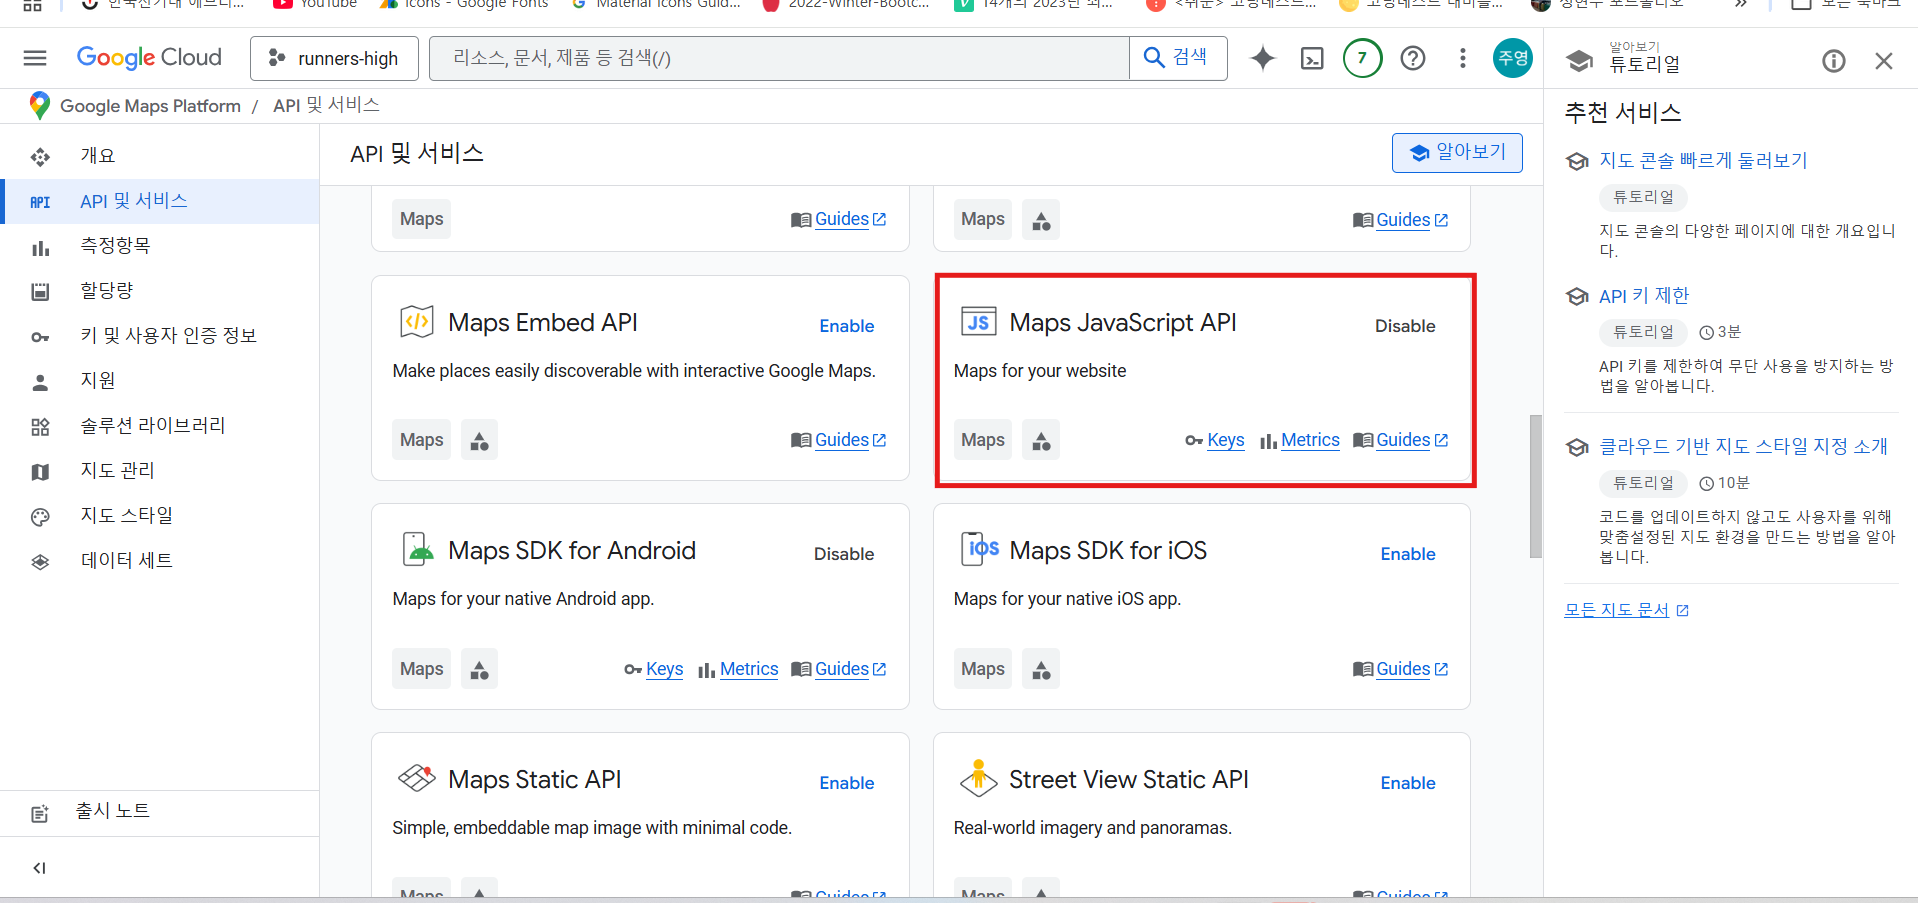 YouTube
Icons - Google Fonts
Material Icons Guid...
2022-Winter-Bootc...
14개의 2023년 최...
모든 북마크
Google Cloud
runners-high
리소스, 문서, 제품 등 검색(/)
검색
7
주영
알아보기
튜토리얼
Google Maps Platform / API 및 서비스
추천 서비스
개요
API API 및 서비스
측정항목
할당량
키 및 사용자 인증 정보
지원
솔루션 라이브러리
지도 관리
지도 스타일
데이터 세트
출시 노트
API 및 서비스
알아보기
Maps Guides
Maps Guides
Maps Embed API Enable
Make places easily discoverable with interactive Google Maps.
Maps Guides
JS Maps JavaScript API Disable
Maps for your website
Maps Keys Metrics Guides
Maps SDK for Android Disable
Maps for your native Android app.
Maps Keys Metrics Guides
iOS Maps SDK for iOS Enable
Maps for your native iOS app.
Maps Guides
Maps Static API Enable
Simple, embeddable map image with minimal code.
Maps Guides
Street View Static API Enable
Real-world imagery and panoramas.
Maps Guides
지도 콘솔 빠르게 둘러보기
튜토리얼
지도 콘솔의 다양한 페이지에 대한 개요입니
다.
API 키 제한
튜토리얼 3분
API 키를 제한하여 무단 사용을 방지하는 방
법을 알아봅니다.
클라우드 기반 지도 스타일 지정 소개
튜토리얼 10분
코드를 업데이트하지 않고도 사용자를 위해
맞춤설정된 지도 환경을 만드는 방법을 알아
봅니다.
모든 지도 문서